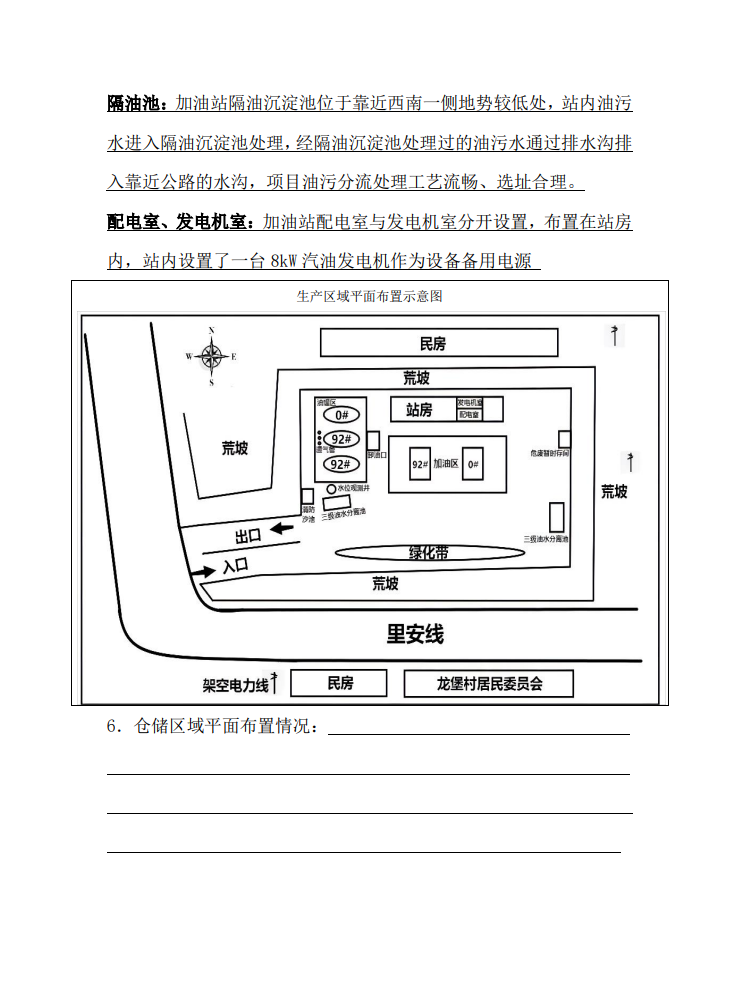 隔油池：加油站隔油沉淀池位于靠近西南一侧地势较低处，站内油污
水进入隔油沉淀池处理，经隔油沉淀池处理过的油污水通过排水沟排
入靠近公路的水沟，项目油污分流处理工艺流畅、选址合理。
配电室、发电机室：加油站配电室与发电机室分开设置，布置在站房
内，站内设置了一台 8kW 汽油发电机作为设备备用电源
生产区域平面布置示意图
N
W E
S
民房
荒坡
油罐区
0#
92#
通气管
92#
卸油口
站房
发电机室
配电室
92#
加油区
0#
危废暂时存间
荒坡
荒坡
水位观测井
消防
沙池
三级油水分离池
三级油水分离池
出口
入口
绿化带
荒坡
里安线
架空电力线
民房
龙堡村居民委员会
6．仓储区域平面布置情况：